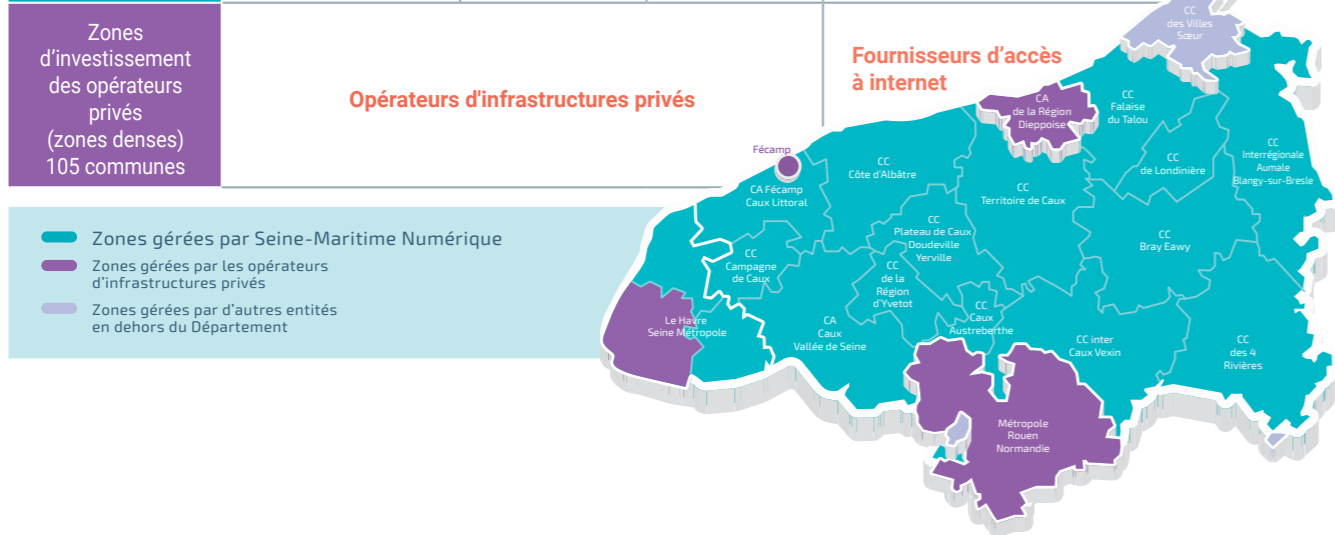 Zones
d'investissement
des opérateurs
privés
(zones denses)
105 communes
Opérateurs d'infrastructures privés
Fournisseurs d'accès
à internet
Zones gérées par Seine-Maritime Numérique
Zones gérées par les opérateurs
d'infrastructures privés
Zones gérées par d'autres entités
en dehors du Département
CC
des Villes
Sœur
CA
de la Région
Dieppoise
CC
Falaise
du Talou
CC
de Londinière
CC
Interrégionale
Aumale
Blangy-sur-Bresle
Fécamp
CA Fécamp
Caux Littoral
CC
Côte d'Albâtre
CC
Territoire de Caux
CC
Plateau de Caux
Doudeville
Yerville
CC
Bray Eawy
CC
Campagne
de Caux
CC
de la
Région
d'Yvetot
CC
Caux
Austreberthe
Le Havre
Seine Métropole
CA
Caux
Vallée de Seine
CC inter
Caux Vexin
CC
des 4
Rivières
Métropole
Rouen
Normandie